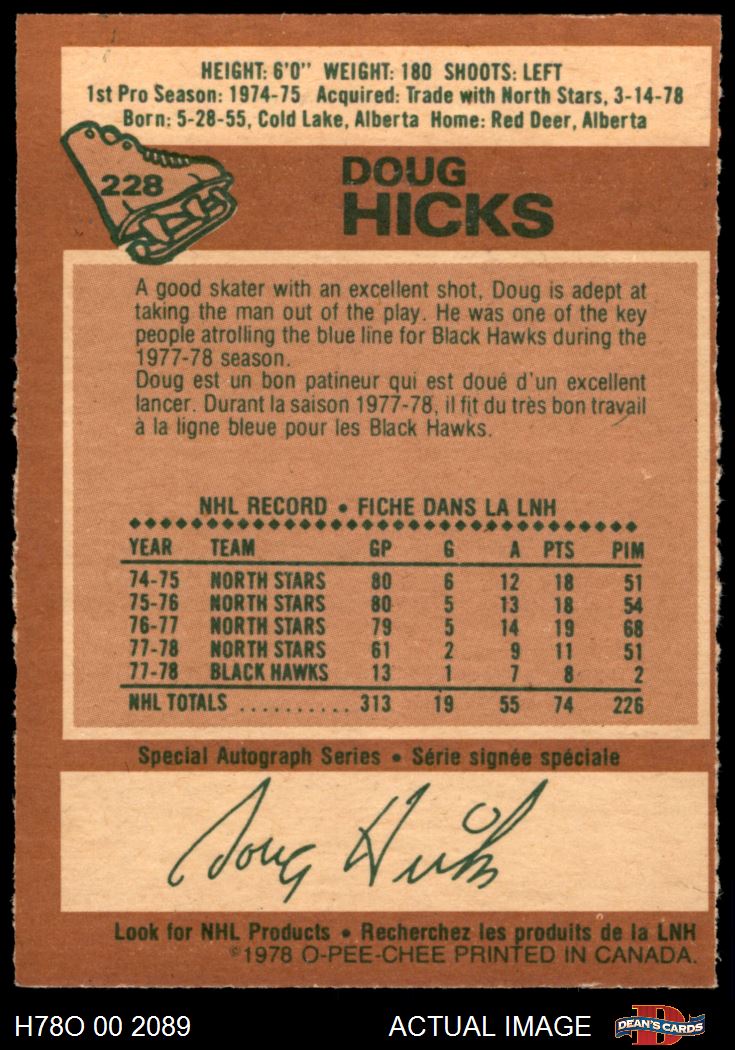 HEIGHT: 6'0" WEIGHT: 180 SHOOTS: LEFT
1st Pro Season: 1974-75 Acquired: Trade with North Stars, 3-14-78
Born: 5-28-55, Cold Lake, Alberta Home: Red Deer, Alberta
228
DOUG
HICKS
A good skater with an excellent shot, Doug is adept at
taking the man out of the play. He was one of the key
people atrolling the blue line for Black Hawks during the
1977-78 season.
Doug est un bon patineur qui est doué d'un excellent
lancer. Durant la saison 1977-78, il fit du très bon travail
à la ligne bleue pour les Black Hawks.
NHL RECORD • FICHE DANS LA LNH
YEAR TEAM GP G A PTS PIM
74-75 NORTH STARS 80 6 12 18 51
75-76 NORTH STARS 80 5 13 18 54
76-77 NORTH STARS 79 5 14 19 68
77-78 NORTH STARS 61 2 9 11 51
77-78 BLACK HAWKS 13 1 7 8 2
NHL TOTALS .......... 313 19 55 74 226
Special Autograph Series • Série signée spéciale
Doug Hicks
Look for NHL Products • Recherchez les produits de la LNH
©1978 O-PEE-CHEE PRINTED IN CANADA.
H78O 00 2089 ACTUAL IMAGE DEAN'S CARDS